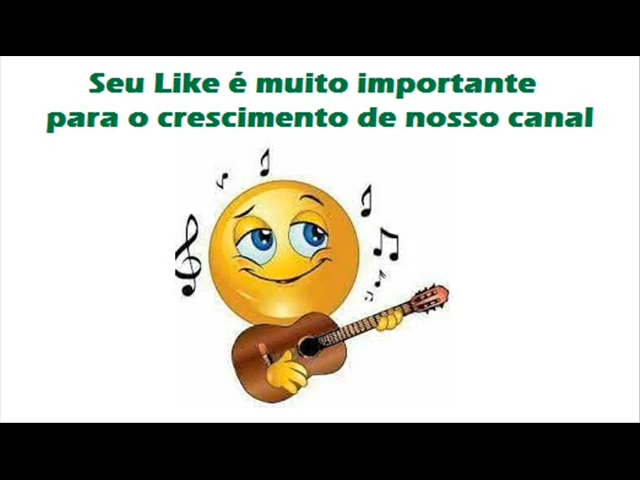 Seu Like é muito importante
para o crescimento de nosso canal